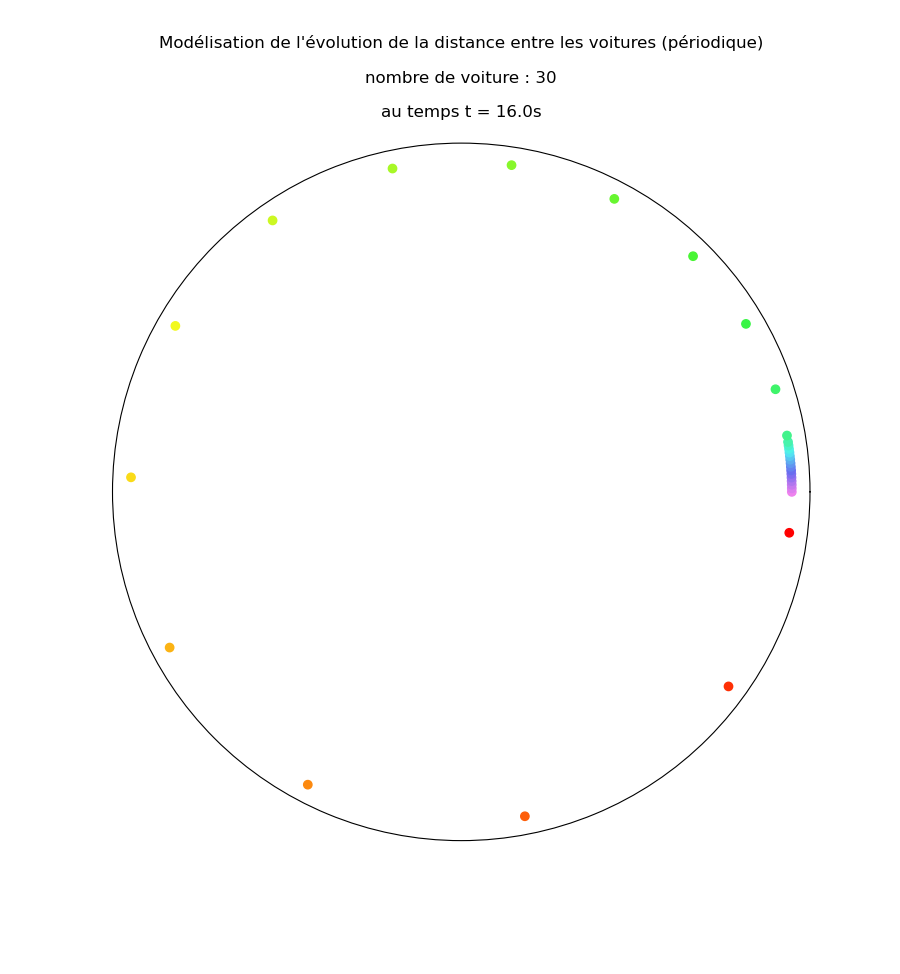 Modélisation de l'évolution de la distance entre les voitures (périodique)
nombre de voiture : 30
au temps t = 16.0s